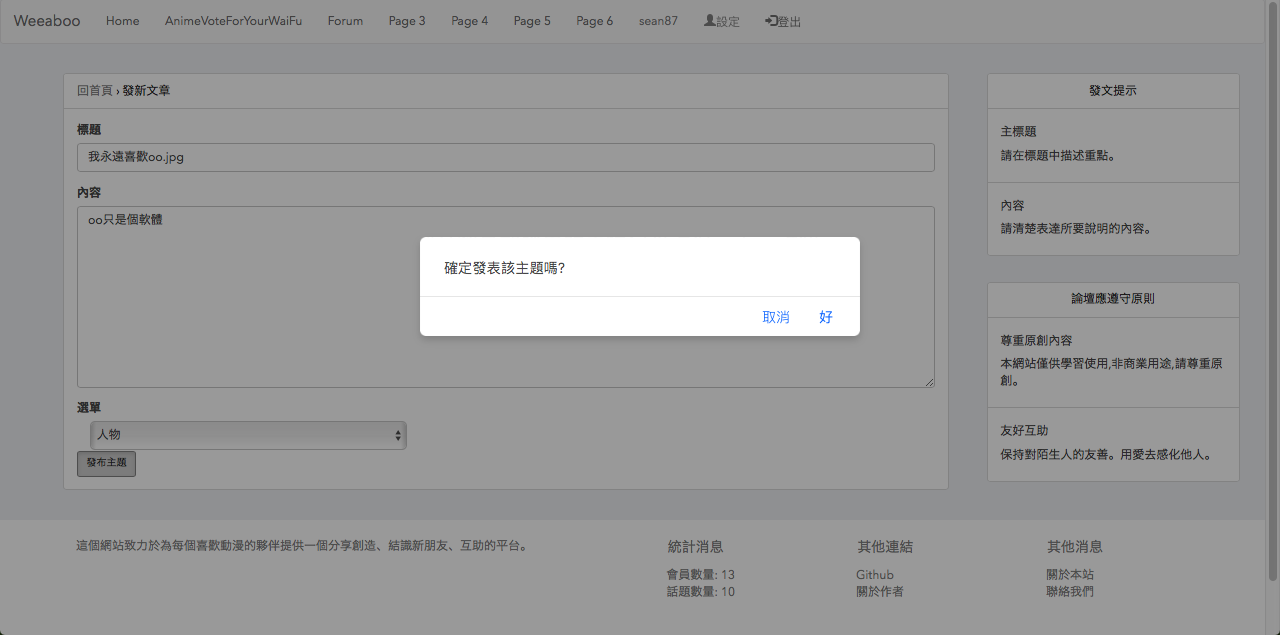 Weeaboo Home AnimeVoteForYourWaiFu Forum Page 3 Page 4 Page 5 Page 6 sean87 設定 登出
回首頁 › 發新文章
標題
我永遠喜歡oo.jpg
內容
oo只是個軟體
選單
人物
發布主題
確定發表該主題嗎?
取消 好
發文提示
主標題
請在標題中描述重點。
內容
請清楚表達所要說明的內容。
論壇應遵守原則
尊重原創內容
本網站僅供學習使用,非商業用途,請尊重原
創。
友好互助
保持對陌生人的友善。用愛去感化他人。
這個網站致力於為每個喜歡動漫的夥伴提供一個分享創造、結識新朋友、互助的平台。
統計消息
會員數量: 13
話題數量: 10
其他連結
Github
關於作者
其他消息
關於本站
聯絡我們